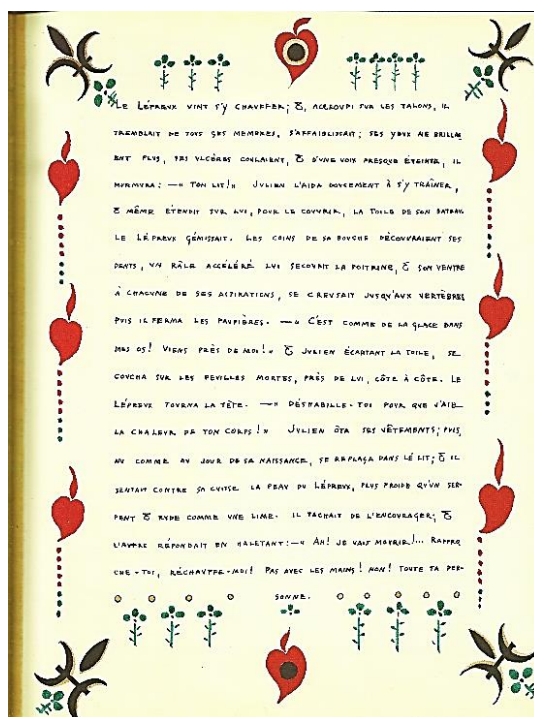 LE LÉPREUX VINT S'Y CHAUFFER; & ACCROUPI SUR LES TALONS, IL
TREMBLAIT DE TOUS SES MEMBRES, S'AFFAIBLISSAIT; SES YEUX NE BRILLAI
ENT PLUS, SES ULCÈRES COULAIENT, & D'UNE VOIX PRESQUE ÉTEINTE, IL
MURMURA: —« TON LIT!» JULIEN L'AIDA DOUCEMENT À S'Y TRAÎNER,
& MÊME ÉTENDIT SUR LUI, POUR LE COUVRIR, LA TOILE DE SON BATEAU
LE LÉPREUX GÉMISSAIT. LES COINS DE SA BOUCHE DÉCOUVRAIENT SES
DENTS, UN RÂLE ACCÉLÉRÉ LUI SECOUAIT LA POITRINE, & SON VENTRE
À CHACUNE DE SES ASPIRATIONS, SE CREUSAIT JUSQU'AUX VERTÈBRES
PUIS IL FERMA LES PAUPIÈRES. —« C'EST COMME DE LA GLACE DANS
MES OS! VIENS PRÈS DE MOI!» & JULIEN ÉCARTANT LA TOILE, SE
COUCHA SUR LES FEUILLES MORTES, PRÈS DE LUI, CÔTE À CÔTE. LE
LÉPREUX TOURNA LA TÊTE. —« DÉSHABILLE-TOI POUR QUE J'AIE
LA CHALEUR DE TON CORPS!» JULIEN ÔTA SES VÊTEMENTS; PUIS,
NU COMME AU JOUR DE SA NAISSANCE, SE REPLAÇA DANS LE LIT; & IL
SENTAIT CONTRE SA CUISSE LA PEAU DU LÉPREUX, PLUS FROIDE QU'UN SER-
PENT & RUDE COMME UNE LIME. IL TÂCHAIT DE L'ENCOURAGER; &
L'AUTRE RÉPONDAIT EN HALETANT:—« AH! JE VAIS MOURIR!... RAPPRO
CHE-TOI, RÉCHAUFFE-MOI! PAS AVEC LES MAINS! NON! TOUTE TA PER-
SONNE.